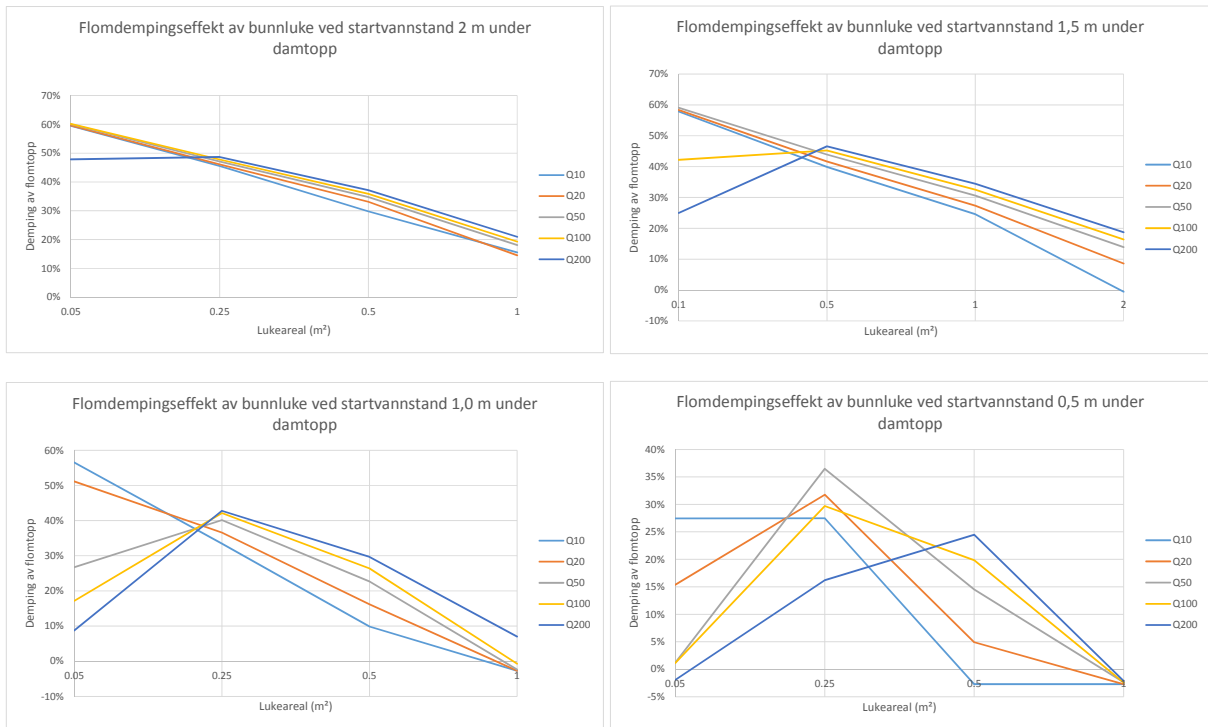 Flomdempingseffekt av bunnluke ved startvannstand 2 m under
damtopp
70%
60%
50%
40%
30%
20%
10%
0%
Demping av flomtopp
0.05 0.25 0.5 1
Lukeareal (m²)
Q10
Q20
Q50
Q100
Q200
Flomdempingseffekt av bunnluke ved startvannstand 1,5 m under
damtopp
70%
60%
50%
40%
30%
20%
10%
0%
-10%
Demping av flomtopp
0.1 0.5 1 2
Lukeareal (m²)
Q10
Q20
Q50
Q100
Q200
Flomdempingseffekt av bunnluke ved startvannstand 1,0 m under
damtopp
60%
50%
40%
30%
20%
10%
0%
-10%
Demping av flomtopp
0.05 0.25 0.5 1
Lukeareal (m²)
Q10
Q20
Q50
Q100
Q200
Flomdempingseffekt av bunnluke ved startvannstand 0,5 m under
damtopp
40%
35%
30%
25%
20%
15%
10%
5%
0%
-5%
Demping av flomtopp
0.05 0.25 0.5 1
Lukeareal (m²)
Q10
Q20
Q50
Q100
Q200